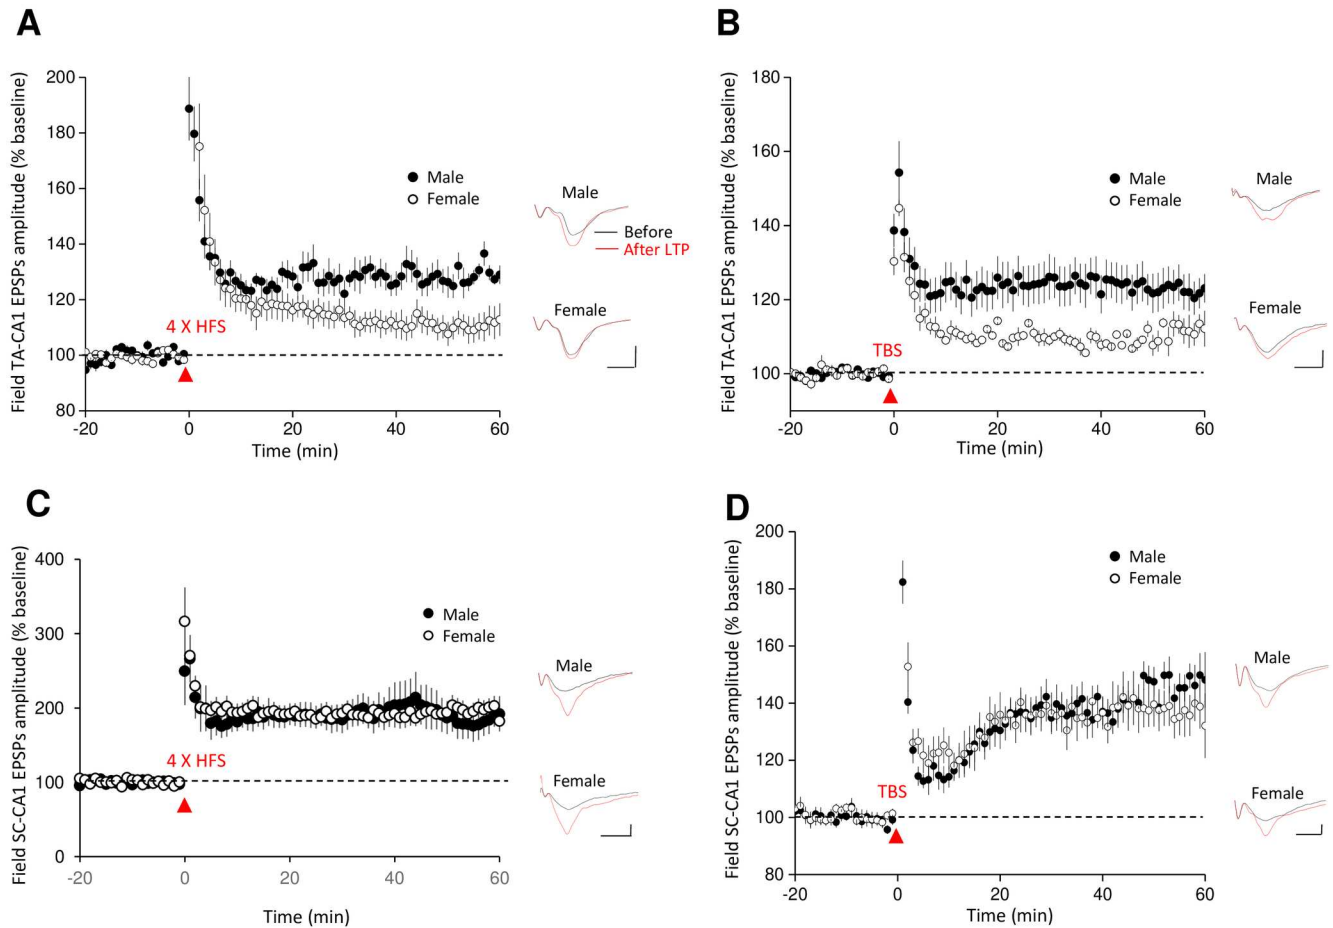 A
Field TA-CA1 EPSPs amplitude (% baseline)
200
180
160
140
120
100
80
-20
0
20
40
60
Time (min)
Male
Female
4 X HFS
Male
Before
After LTP
Female
B
Field TA-CA1 EPSPs amplitude (% baseline)
180
160
140
120
100
-20
0
20
40
60
Time (min)
Male
Female
TBS
Male
Female
C
Field SC-CA1 EPSPs amplitude (% baseline)
400
300
200
100
0
-20
0
20
40
60
Time (min)
Male
Female
4 X HFS
Male
Female
D
Field SC-CA1 EPSPs amplitude (% baseline)
200
180
160
140
120
100
80
-20
0
20
40
60
Time (min)
Male
Female
TBS
Male
Female